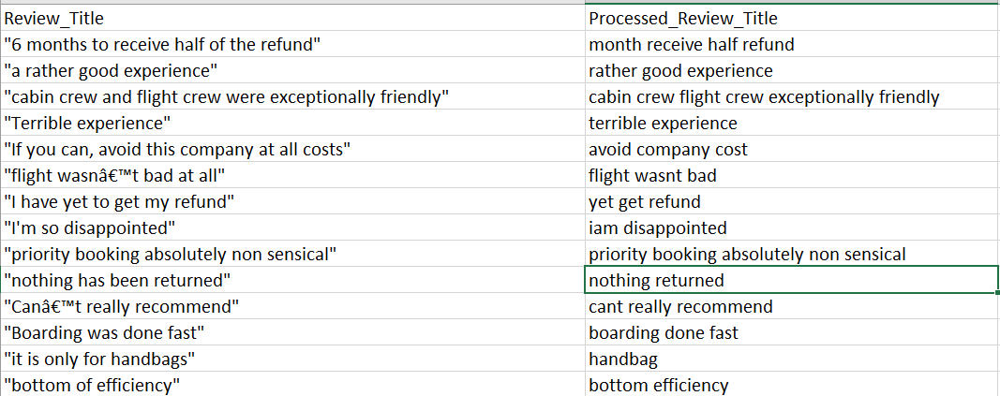 Review_Title Processed_Review_Title
"6 months to receive half of the refund" month receive half refund
"a rather good experience" rather good experience
"cabin crew and flight crew were exceptionally friendly" cabin crew flight crew exceptionally friendly
"Terrible experience" terrible experience
"If you can, avoid this company at all costs" avoid company cost
"flight wasnâ€™t bad at all" flight wasnt bad
"I have yet to get my refund" yet get refund
"I'm so disappointed" iam disappointed
"priority booking absolutely non sensical" priority booking absolutely non sensical
"nothing has been returned" nothing returned
"Canâ€™t really recommend" cant really recommend
"Boarding was done fast" boarding done fast
"it is only for handbags" handbag
"bottom of efficiency" bottom efficiency